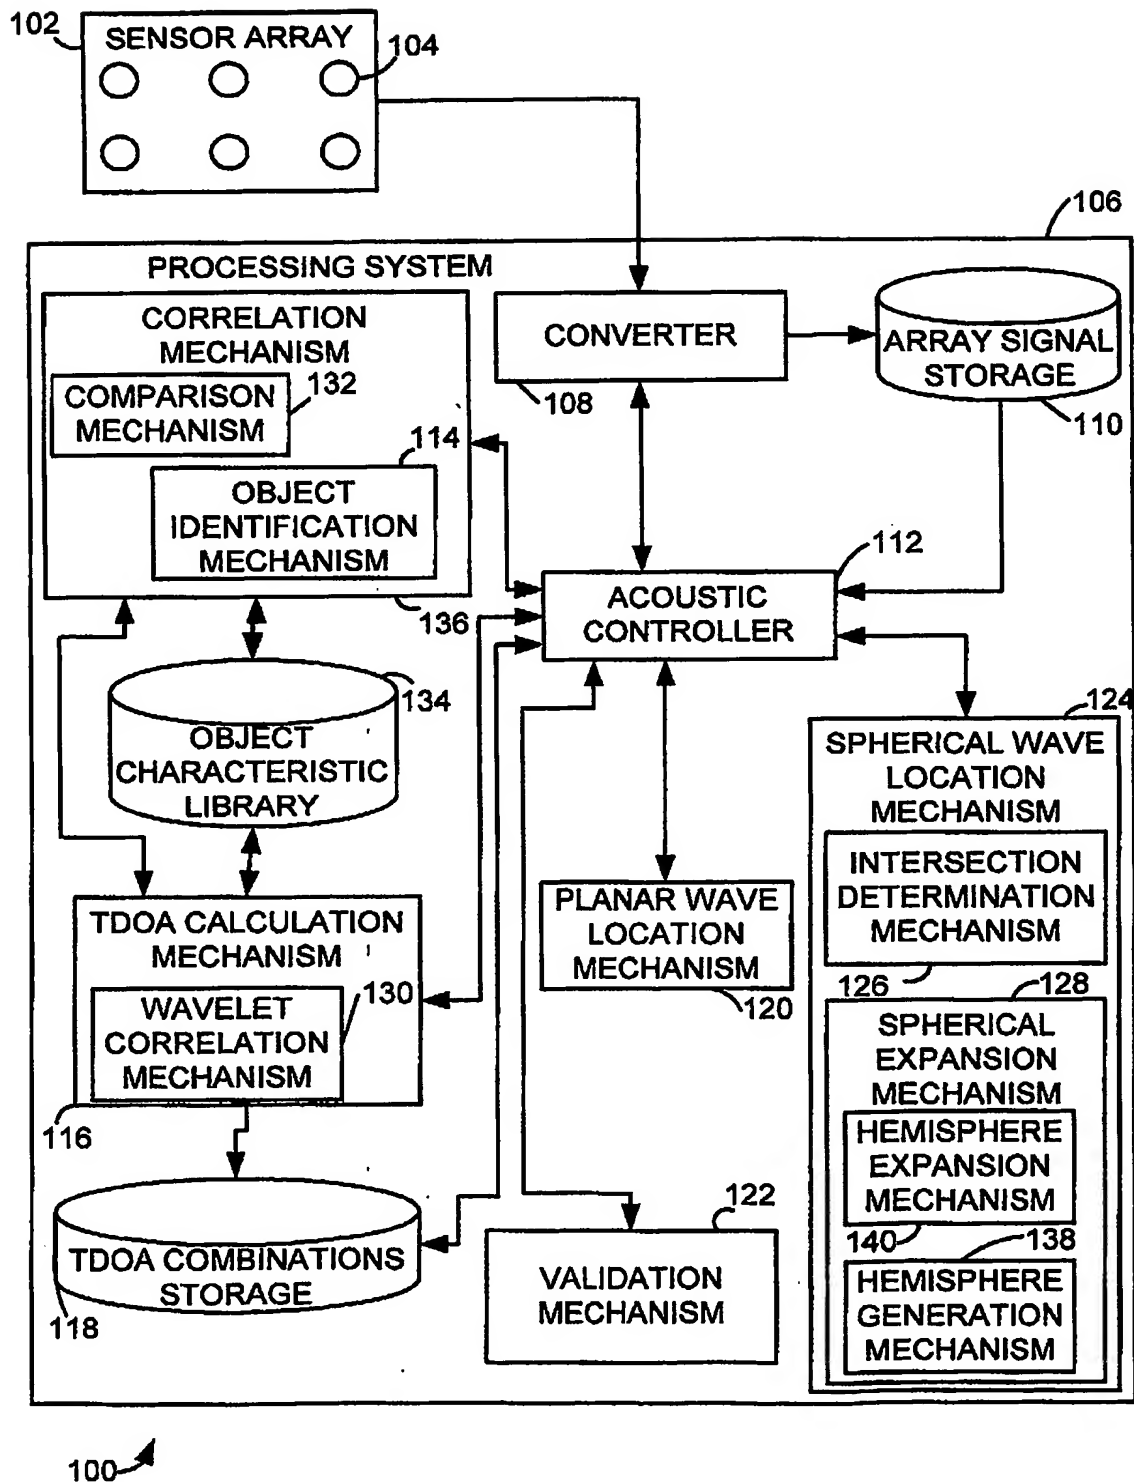 102
SENSOR ARRAY
104
106
PROCESSING SYSTEM
CORRELATION
MECHANISM
COMPARISON
MECHANISM
132
114
OBJECT
IDENTIFICATION
MECHANISM
136
CONVERTER
108
ARRAY SIGNAL
STORAGE
110
112
ACOUSTIC
CONTROLLER
134
OBJECT
CHARACTERISTIC
LIBRARY
124
SPHERICAL WAVE
LOCATION
MECHANISM
INTERSECTION
DETERMINATION
MECHANISM
126
128
SPHERICAL
EXPANSION
MECHANISM
HEMISPHERE
EXPANSION
MECHANISM
140
138
HEMISPHERE
GENERATION
MECHANISM
TDOA CALCULATION
MECHANISM
WAVELET
CORRELATION
MECHANISM
130
116
PLANAR WAVE
LOCATION
MECHANISM
120
TDOA COMBINATIONS
STORAGE
118
122
VALIDATION
MECHANISM
100